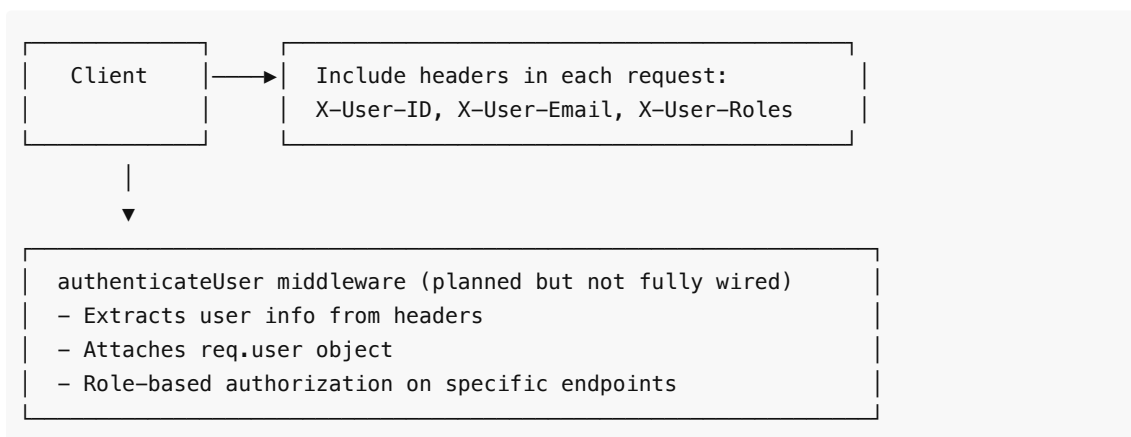 Client
Include headers in each request:
X-User-ID, X-User-Email, X-User-Roles
authenticateUser middleware (planned but not fully wired)
- Extracts user info from headers
- Attaches req.user object
- Role-based authorization on specific endpoints